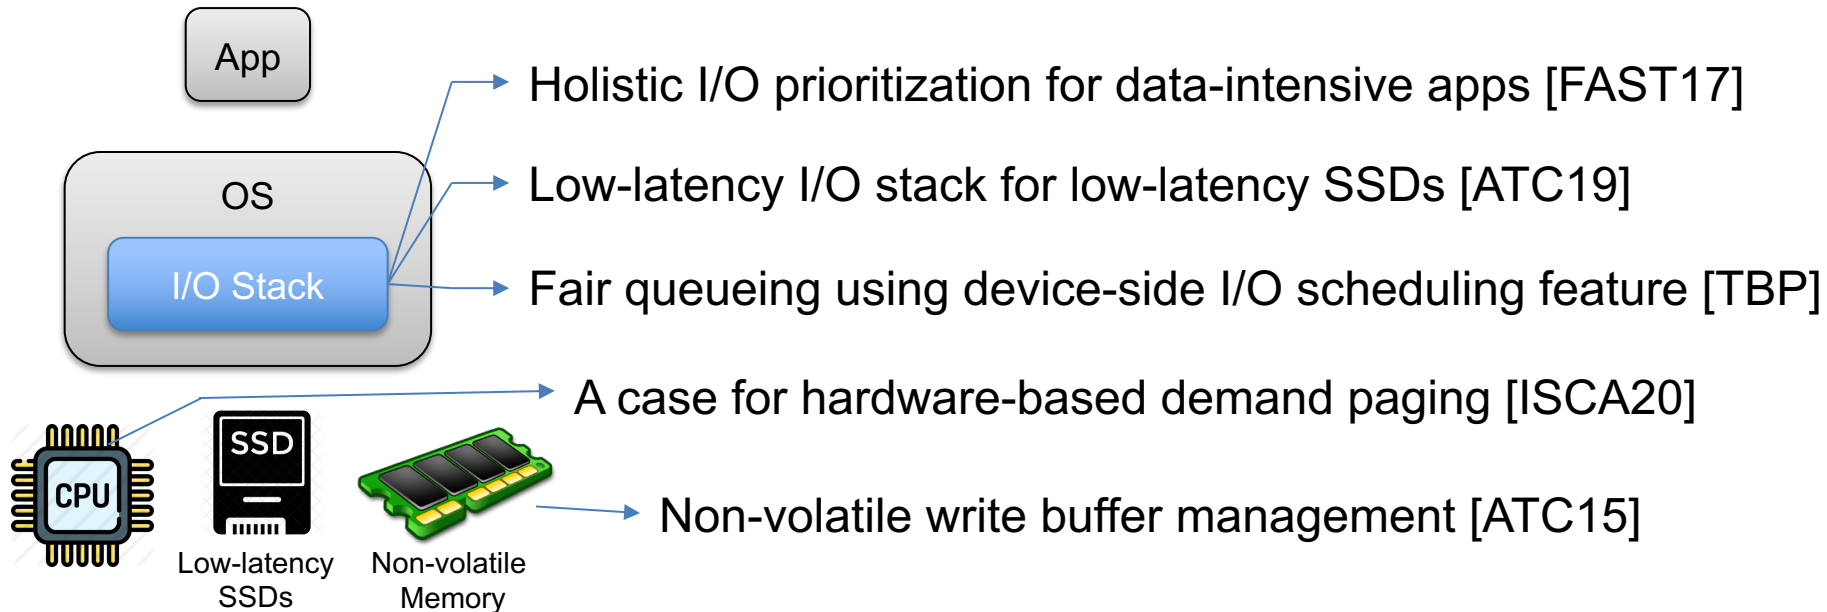 App
Holistic I/O prioritization for data-intensive apps [FAST17]
OS
Low-latency I/O stack for low-latency SSDs [ATC19]
I/O Stack
Fair queueing using device-side I/O scheduling feature [TBP]
A case for hardware-based demand paging [ISCA20]
SSD
CPU
Non-volatile write buffer management [ATC15]
Low-latency
SSDs
Non-volatile
Memory